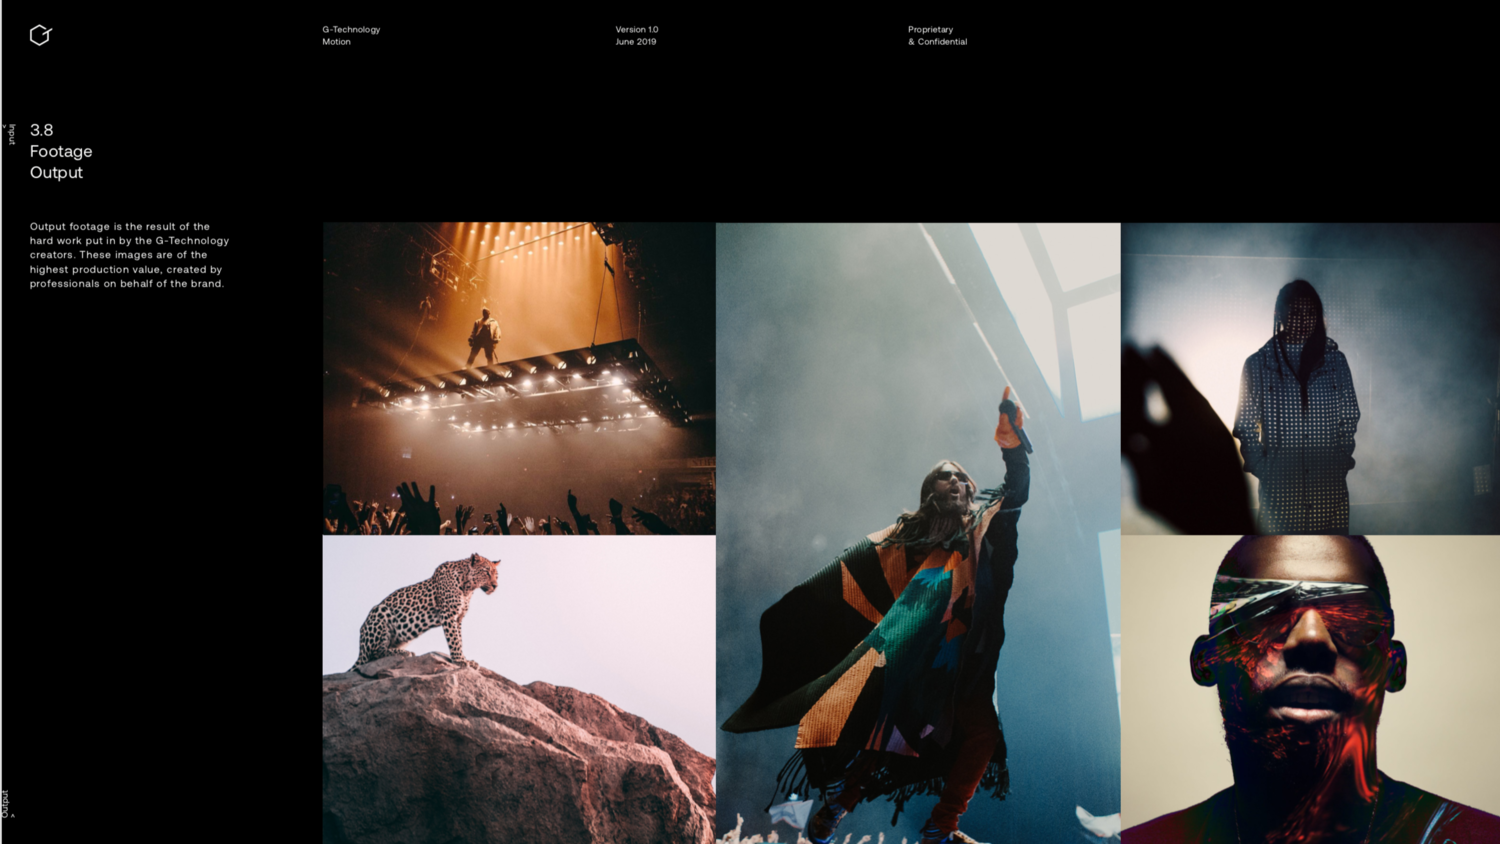 G-Technology
Motion
Version 1.0
June 2019
Proprietary
& Confidential
Input
3.8
Footage
Output
Output footage is the result of the
hard work put in by the G-Technology
creators. These images are of the
highest production value, created by
professionals on behalf of the brand.
Output